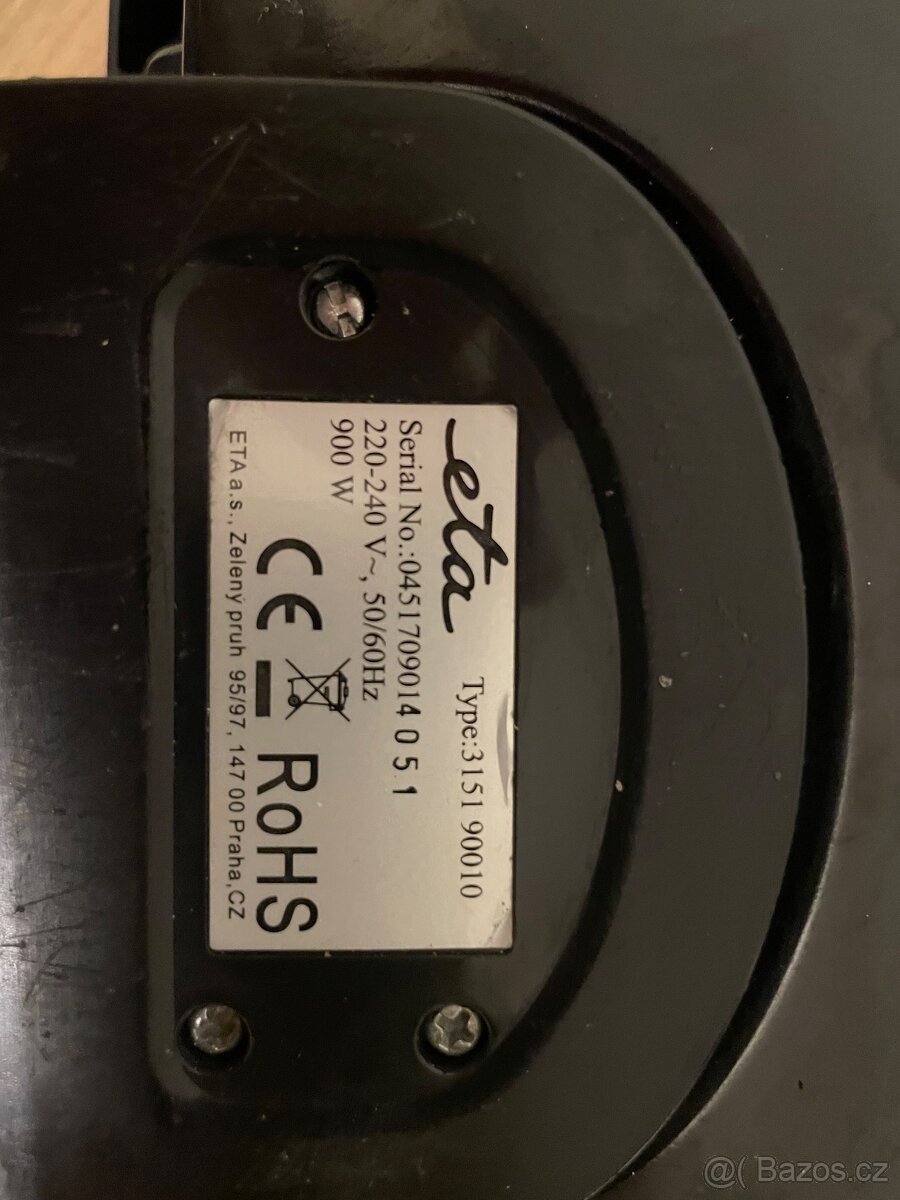 eta
Type:3151 90010
Serial No.:0451709014 0 5 1
220-240 V~, 50/60Hz
900 W
CE
RoHS
ETA a.s., Zelený pruh 95/97, 147 00 Praha,CZ
@( Bazos.cz